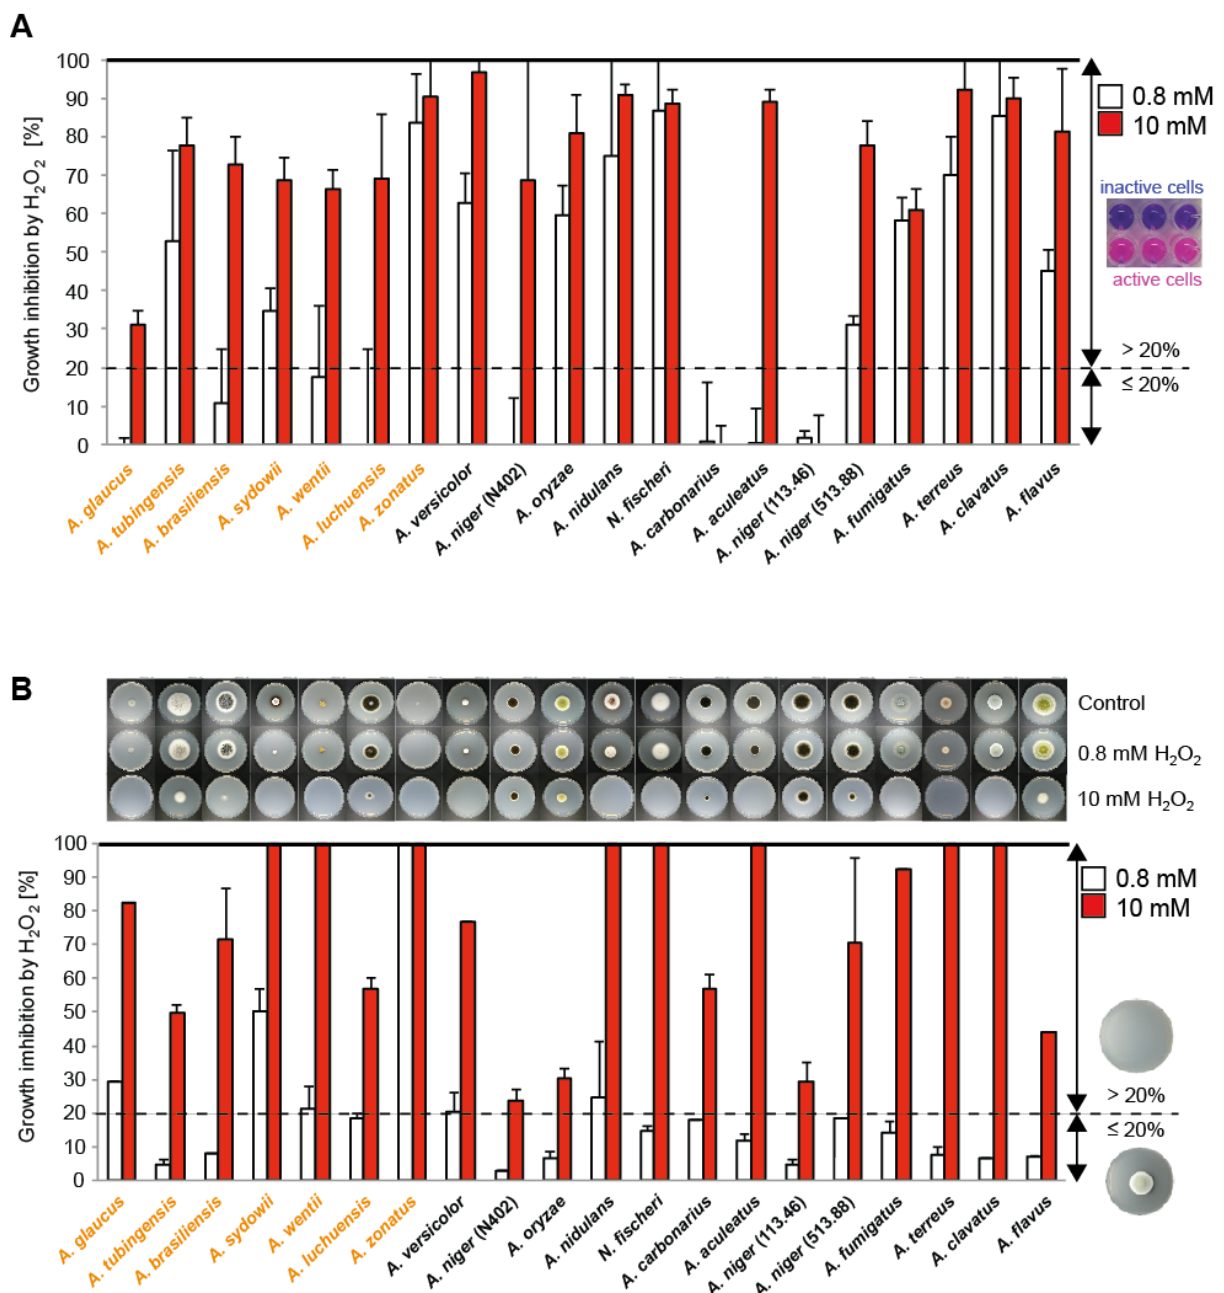 A
Growth inhibition by H₂O₂ [%]
100
90
80
70
60
50
40
30
20
10
0
0.8 mM
10 mM
inactive cells
active cells
> 20%
≤ 20%
A. glaucus
A. tubingensis
A. brasiliensis
A. sydowii
A. wentii
A. luchuensis
A. zonatus
A. versicolor
A. niger (N402)
A. oryzae
A. nidulans
N. fischeri
A. carbonarius
A. aculeatus
A. niger (113.46)
A. niger (513.88)
A. fumigatus
A. terreus
A. clavatus
A. flavus
B
Control
0.8 mM H₂O₂
10 mM H₂O₂
Growth imhibition by H₂O₂ [%]
100
90
80
70
60
50
40
30
20
10
0
0.8 mM
10 mM
> 20%
≤ 20%
A. glaucus
A. tubingensis
A. brasiliensis
A. sydowii
A. wentii
A. luchuensis
A. zonatus
A. versicolor
A. niger (N402)
A. oryzae
A. nidulans
N. fischeri
A. carbonarius
A. aculeatus
A. niger (113.46)
A. niger (513.88)
A. fumigatus
A. terreus
A. clavatus
A. flavus